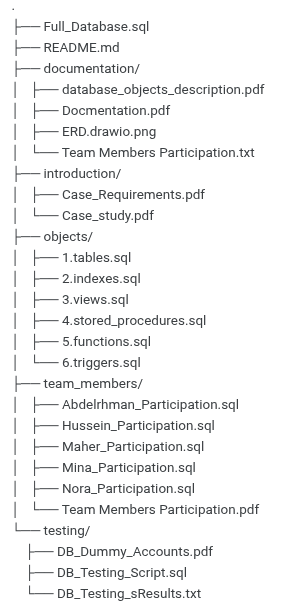 .
├── Full_Database.sql
├── README.md
├── documentation/
│   ├── database_objects_description.pdf
│   ├── Docmentation.pdf
│   ├── ERD.drawio.png
│   └── Team Members Participation.txt
├── introduction/
│   ├── Case_Requirements.pdf
│   └── Case_study.pdf
├── objects/
│   ├── 1.tables.sql
│   ├── 2.indexes.sql
│   ├── 3.views.sql
│   ├── 4.stored_procedures.sql
│   ├── 5.functions.sql
│   └── 6.triggers.sql
├── team_members/
│   ├── Abdelrhman_Participation.sql
│   ├── Hussein_Participation.sql
│   ├── Maher_Participation.sql
│   ├── Mina_Participation.sql
│   ├── Nora_Participation.sql
│   └── Team Members Participation.pdf
└── testing/
    ├── DB_Dummy_Accounts.pdf
    ├── DB_Testing_Script.sql
    └── DB_Testing_sResults.txt